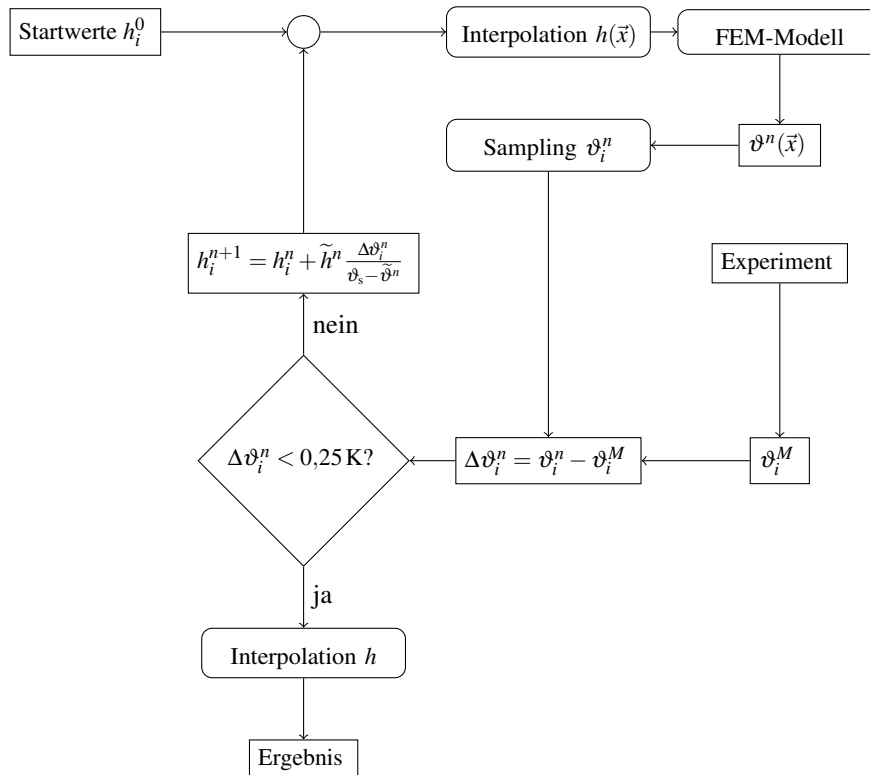 Startwerte $h_i^0$
Interpolation $h(\vec{x})$
FEM-Modell
Sampling $\vartheta_i^n$
$\vartheta^n(\vec{x})$
$h_i^{n+1} = h_i^n + \widetilde{h}^n \frac{\Delta\vartheta_i^n}{\vartheta_s - \widetilde{\vartheta}^n}$
Experiment
nein
$\Delta\vartheta_i^n < 0{,}25\,\mathrm{K}?$
$\Delta\vartheta_i^n = \vartheta_i^n - \vartheta_i^M$
$\vartheta_i^M$
ja
Interpolation $h$
Ergebnis